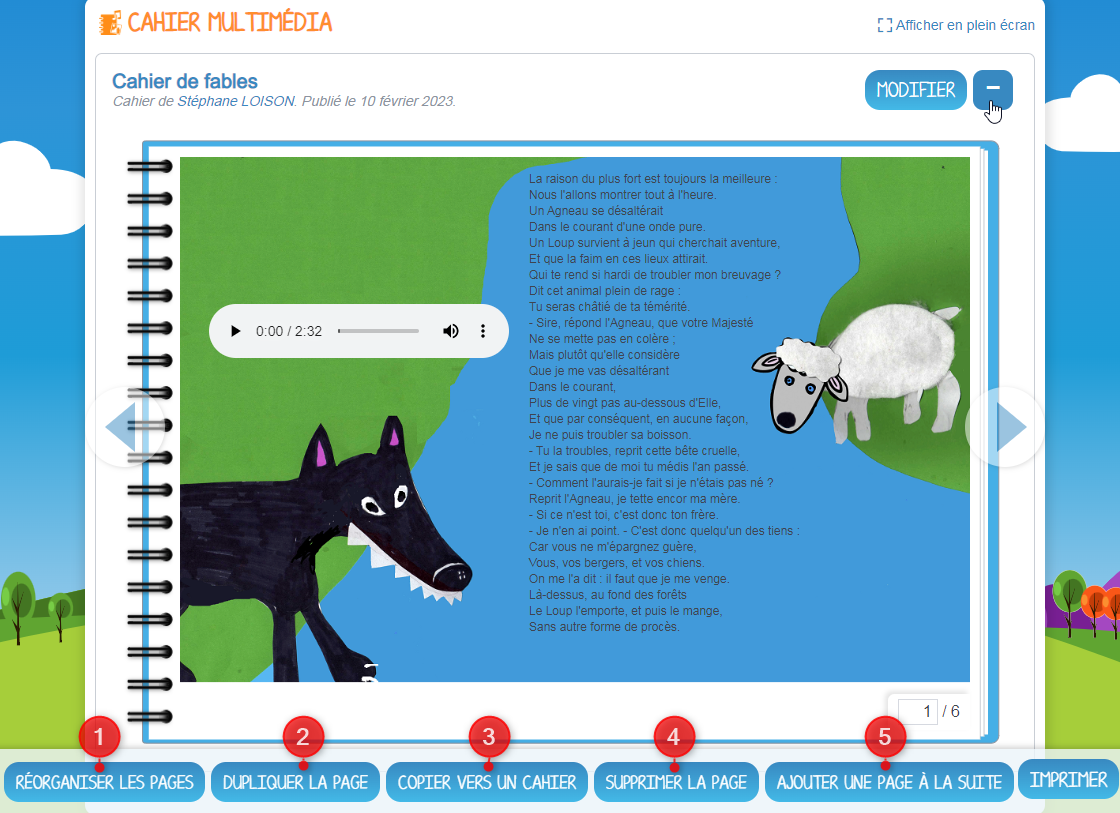 CAHIER MULTIMÉDIA
Afficher en plein écran
Cahier de fables
Cahier de Stéphane LOISON. Publié le 10 février 2023.
MODIFIER
La raison du plus fort est toujours la meilleure :
Nous l'allons montrer tout à l'heure.
Un Agneau se désaltérait
Dans le courant d'une onde pure.
Un Loup survient à jeun qui cherchait aventure,
Et que la faim en ces lieux attirait.
Qui te rend si hardi de troubler mon breuvage ?
Dit cet animal plein de rage :
Tu seras châtié de ta témérité.
- Sire, répond l'Agneau, que votre Majesté
Ne se mette pas en colère ;
Mais plutôt qu'elle considère
Que je me vas désaltérant
Dans le courant,
Plus de vingt pas au-dessous d'Elle,
Et que par conséquent, en aucune façon,
Je ne puis troubler sa boisson.
- Tu la troubles, reprit cette bête cruelle,
Et je sais que de moi tu médis l'an passé.
- Comment l'aurais-je fait si je n'étais pas né ?
Reprit l'Agneau, je tette encor ma mère.
- Si ce n'est toi, c'est donc ton frère.
- Je n'en ai point. - C'est donc quelqu'un des tiens :
Car vous ne m'épargnez guère,
Vous, vos bergers, et vos chiens.
On me l'a dit : il faut que je me venge.
Là-dessus, au fond des forêts
Le Loup l'emporte, et puis le mange,
Sans autre forme de procès.
0:00 / 2:32
1 / 6
1
2
3
4
5
RÉORGANISER LES PAGES
DUPLIQUER LA PAGE
COPIER VERS UN CAHIER
SUPPRIMER LA PAGE
AJOUTER UNE PAGE À LA SUITE
IMPRIMER